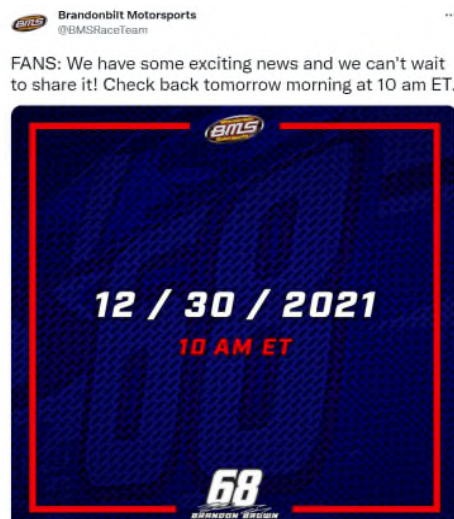 Brandonbilt Motorsports
@BMSRaceTeam
FANS: We have some exciting news and we can't wait
to share it! Check back tomorrow morning at 10 am ET.
BMS
12 / 30 / 2021
10 AM ET
68
BRANDON BROWN